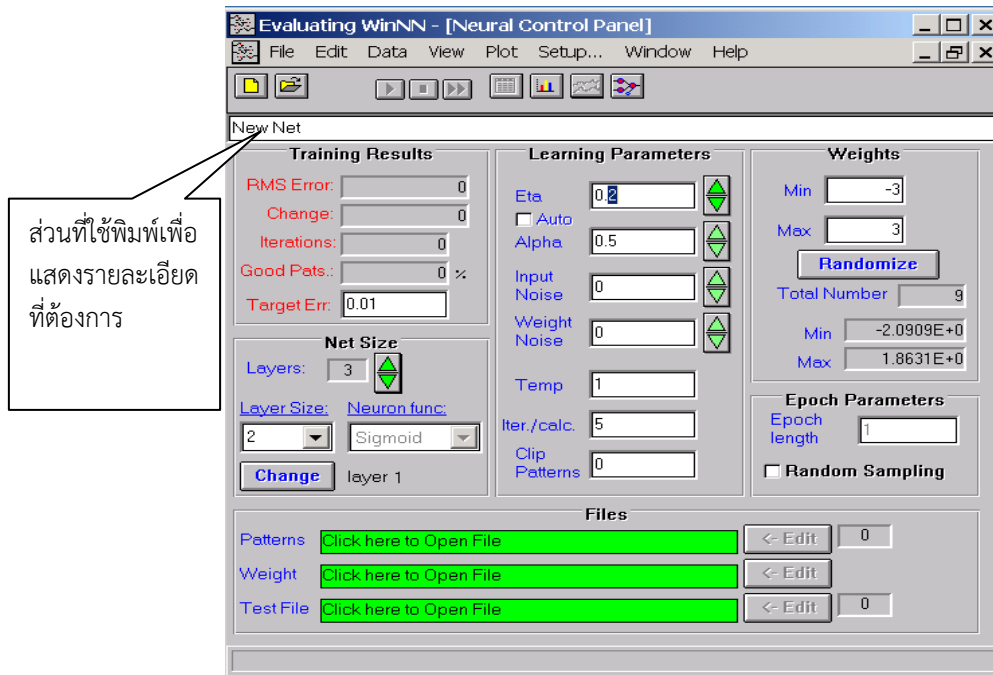 Evaluating WinNN - [Neural Control Panel]
File Edit Data View Plot Setup... Window Help
New Net
ส่วนที่ใช้พิมพ์เพื่อ
แสดงรายละเอียด
ที่ต้องการ
Training Results
RMS Error: 0
Change: 0
Iterations: 0
Good Pats.: 0 %
Target Err: 0.01
Net Size
Layers: 3
Layer Size: Neuron func:
2 Sigmoid
Change layer 1
Learning Parameters
Eta 0.2
Auto
Alpha 0.5
Input
Noise 0
Weight
Noise 0
Temp 1
Iter./calc. 5
Clip
Patterns 0
Weights
Min -3
Max 3
Randomize
Total Number 9
Min -2.0909E+0
Max 1.8631E+0
Epoch Parameters
Epoch
length 1
Random Sampling
Files
Patterns Click here to Open File <- Edit 0
Weight Click here to Open File <- Edit
Test File Click here to Open File <- Edit 0